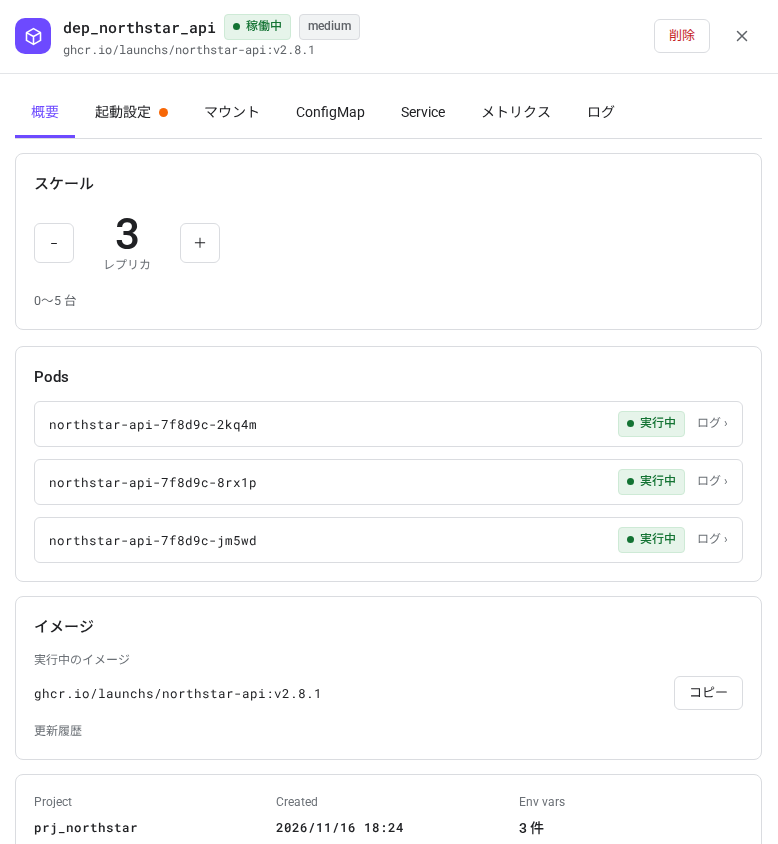 dep_northstar_api 稼働中 medium
ghcr.io/launchs/northstar-api:v2.8.1
削除
概要 起動設定 マウント ConfigMap Service メトリクス ログ
スケール
- 3 +
レプリカ
0〜5 台
Pods
northstar-api-7f8d9c-2kq4m 実行中 ログ ›
northstar-api-7f8d9c-8rx1p 実行中 ログ ›
northstar-api-7f8d9c-jm5wd 実行中 ログ ›
イメージ
実行中のイメージ
ghcr.io/launchs/northstar-api:v2.8.1 コピー
更新履歴
Project Created Env vars
prj_northstar 2026/11/16 18:24 3 件